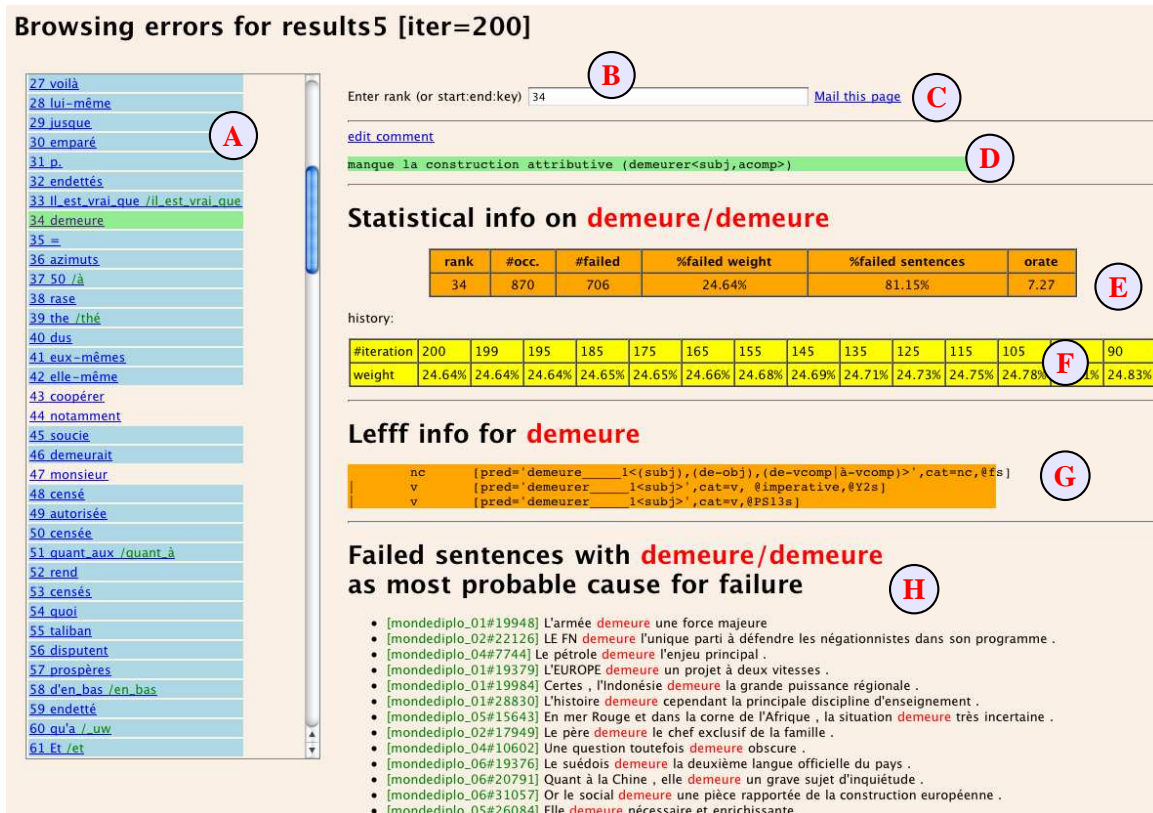 Browsing errors for results5 [iter=200]
27 voilà
28 lui-même
29 jusque
30 emparé
31 p.
32 endettés
33 Il_est_vrai_que /il_est_vrai_que
34 demeure
35 =
36 azimuts
37 50 /à
38 rase
39 the /thé
40 dus
41 eux-mêmes
42 elle-même
43 coopérer
44 notamment
45 soucie
46 demeurait
47 monsieur
48 censé
49 autorisée
50 censée
51 quant_aux /quant_à
52 rend
53 censés
54 quoi
55 taliban
56 disputent
57 prospères
58 d'en_bas /en_bas
59 endetté
60 qu'a /_uw
61 Et /et
A
B
Enter rank (or start:end:key) 34 Mail this page
C
edit comment
manque la construction attributive (demeurer<subj,acomp>)
D
Statistical info on demeure/demeure
rank #occ. #failed %failed weight %failed sentences orate
34 870 706 24.64% 81.15% 7.27
E
history:
#iteration 200 199 195 185 175 165 155 145 135 125 115 105 90
weight 24.64% 24.64% 24.64% 24.65% 24.65% 24.66% 24.68% 24.69% 24.71% 24.73% 24.75% 24.78% 24.83%
F
Lefff info for demeure
nc [pred='demeure_____1<(subj),(de-obj),(de-vcomp|à-vcomp)>',cat=nc,@fs]
| v [pred='demeurer_____1<subj>',cat=v, @imperative,@Y2s]
| v [pred='demeurer_____1<subj>',cat=v,@PS13s]
G
Failed sentences with demeure/demeure
as most probable cause for failure
H
• [mondediplo_01#19948] L'armée demeure une force majeure
• [mondediplo_02#22126] LE FN demeure l'unique parti à défendre les négationnistes dans son programme .
• [mondediplo_04#7744] Le pétrole demeure l'enjeu principal .
• [mondediplo_01#19379] L'EUROPE demeure un projet à deux vitesses .
• [mondediplo_01#19984] Certes , l'Indonésie demeure la grande puissance régionale .
• [mondediplo_01#28830] L'histoire demeure cependant la principale discipline d'enseignement .
• [mondediplo_05#15643] En mer Rouge et dans la corne de l'Afrique , la situation demeure très incertaine .
• [mondediplo_02#17949] Le père demeure le chef exclusif de la famille .
• [mondediplo_04#10602] Une question toutefois demeure obscure .
• [mondediplo_06#19376] Le suédois demeure la deuxième langue officielle du pays .
• [mondediplo_06#20791] Quant à la Chine , elle demeure un grave sujet d'inquiétude .
• [mondediplo_06#31057] Or le social demeure une pièce rapportée de la construction européenne .
• [mondediplo_05#26084] Elle demeure nécessaire et enrichissante